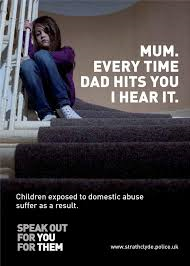 MUM.
EVERY TIME
DAD HITS YOU
I HEAR IT.
Children exposed to domestic abuse
suffer as a result.
SPEAK OUT
FOR YOU
FOR THEM
www.strathclyde.police.uk